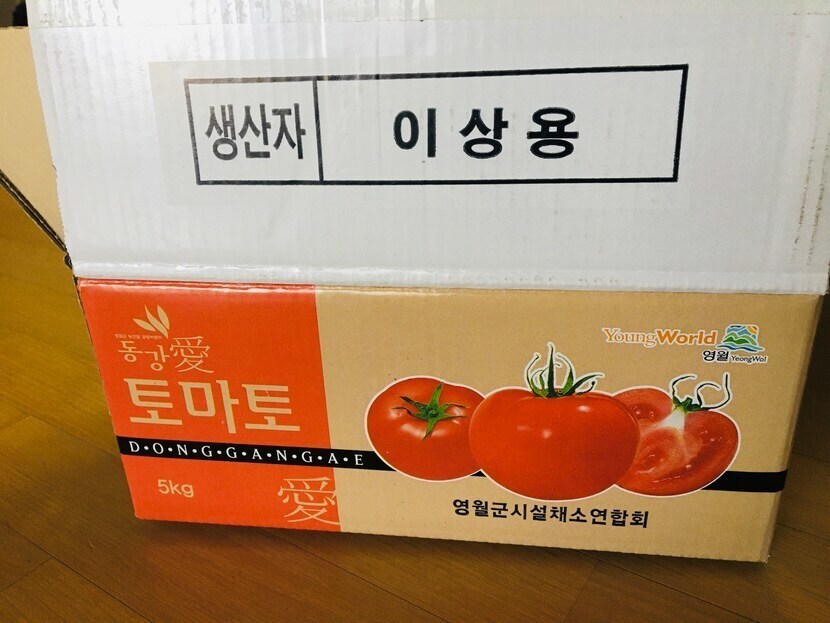 생산자 이상용
동강愛
토마토
D·O·N·G·G·A·N·G·A·E
5kg
愛
YoungWorld
영월 YeongWol
영월군시설채소연합회